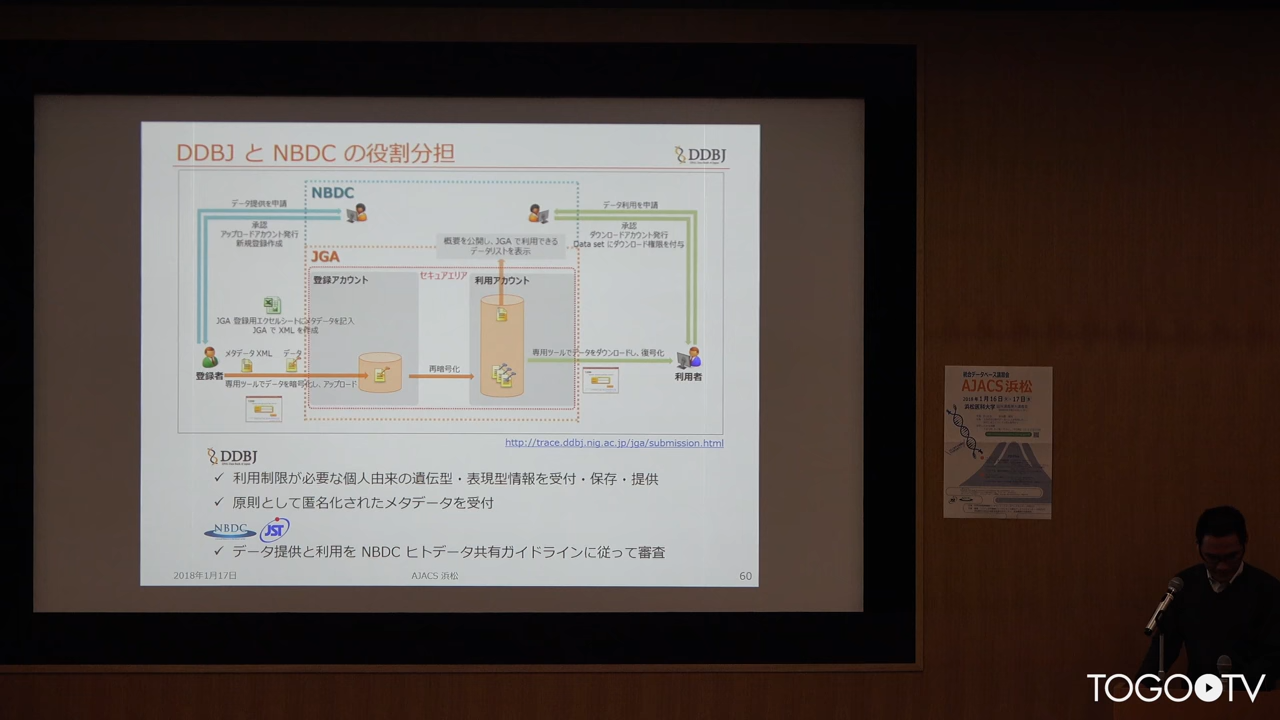 DDBJ と NBDC の役割分担
DDBJ
NBDC
データ提供を申請
承認
アップロードアカウント発行
新規登録作成
データ利用を申請
承認
ダウンロードアカウント発行
Data set にダウンロード権限を付与
概要を公開し、JGA で利用できる
データリストを表示
JGA
セキュアエリア
登録アカウント
利用アカウント
JGA 登録用エクセルシートにメタデータを記入
JGA で XML を作成
メタデータ XML
データ
登録者
専用ツールでデータを暗号化し、アップロード
再暗号化
専用ツールでデータをダウンロードし、復号化
利用者
http://trace.ddbj.nig.ac.jp/jga/submission.html
DDBJ
✓ 利用制限が必要な個人由来の遺伝型・表現型情報を受付・保存・提供
✓ 原則として匿名化されたメタデータを受付
NBDC JST
✓ データ提供と利用を NBDC ヒトデータ共有ガイドラインに従って審査
2018年1月17日
AJACS 浜松
60
AJACS浜松
浜松医科大学
TOGOTV